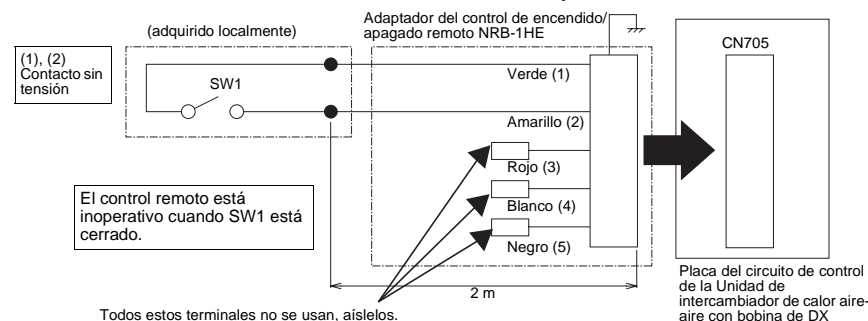 (adquirido localmente)
Adaptador del control de encendido/
apagado remoto NRB-1HE
CN705
(1), (2)
Contacto sin
tensión
SW1
Verde (1)
Amarillo (2)
Rojo (3)
Blanco (4)
Negro (5)
El control remoto está
inoperativo cuando SW1 está
cerrado.
2 m
Todos estos terminales no se usan, aíslelos.
Placa del circuito de control
de la Unidad de
intercambiador de calor aire-
aire con bobina de DX